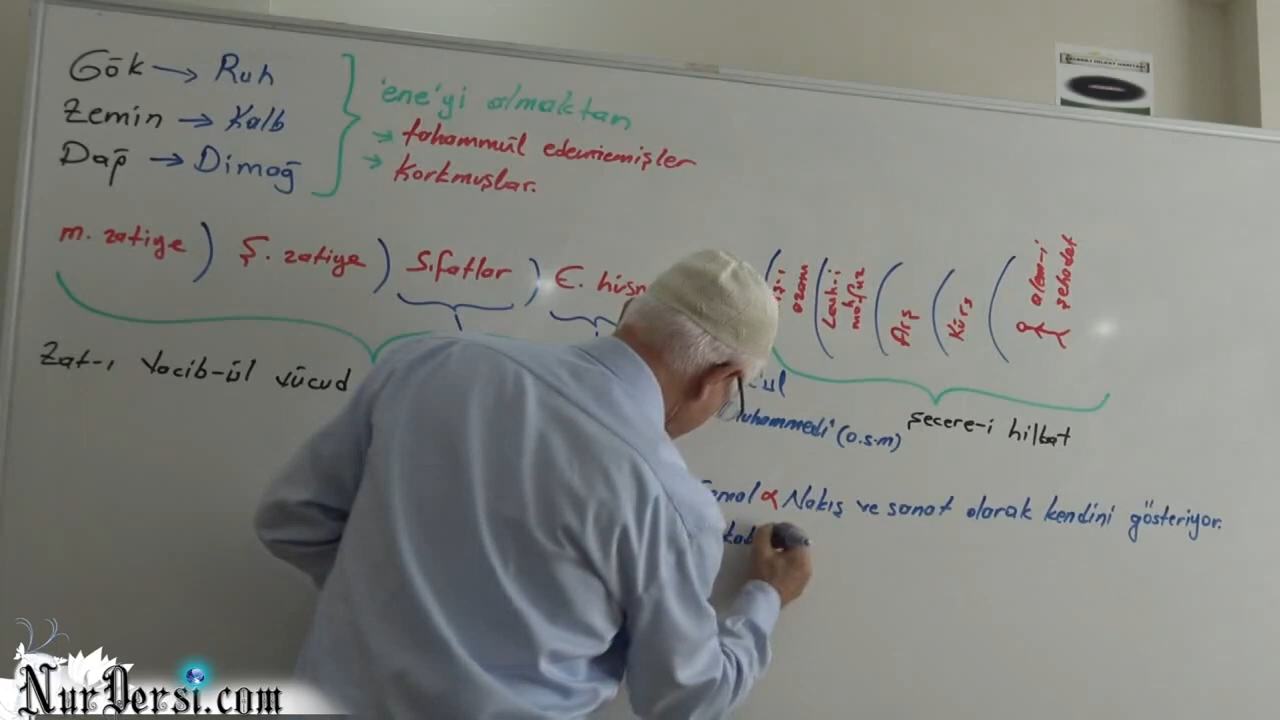 Gök → Ruh
Zemin → Kalb
Dağ → Dimağ
'ene'yi almaktan
→ tahammül edememişler
→ korkmuşlar.
m. zatiye ) Ş. zatiye ) Sıfatlar ) E. hüsn
azam ( Levh-i mahfuz ( Arş ( Kürs ( alem-i şehadet
Zat-ı Vacib-ül vücud
Muhammedi (a.s.m)
Şecere-i hilkat
Nakış ve sanat olarak kendini gösteriyor.
NurDersi.com